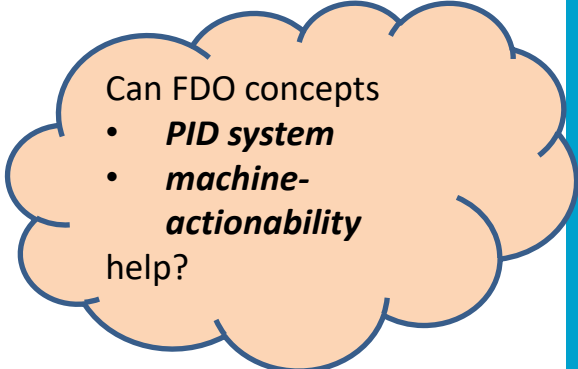 Can FDO concepts
• PID system
• machine-
actionability
help?